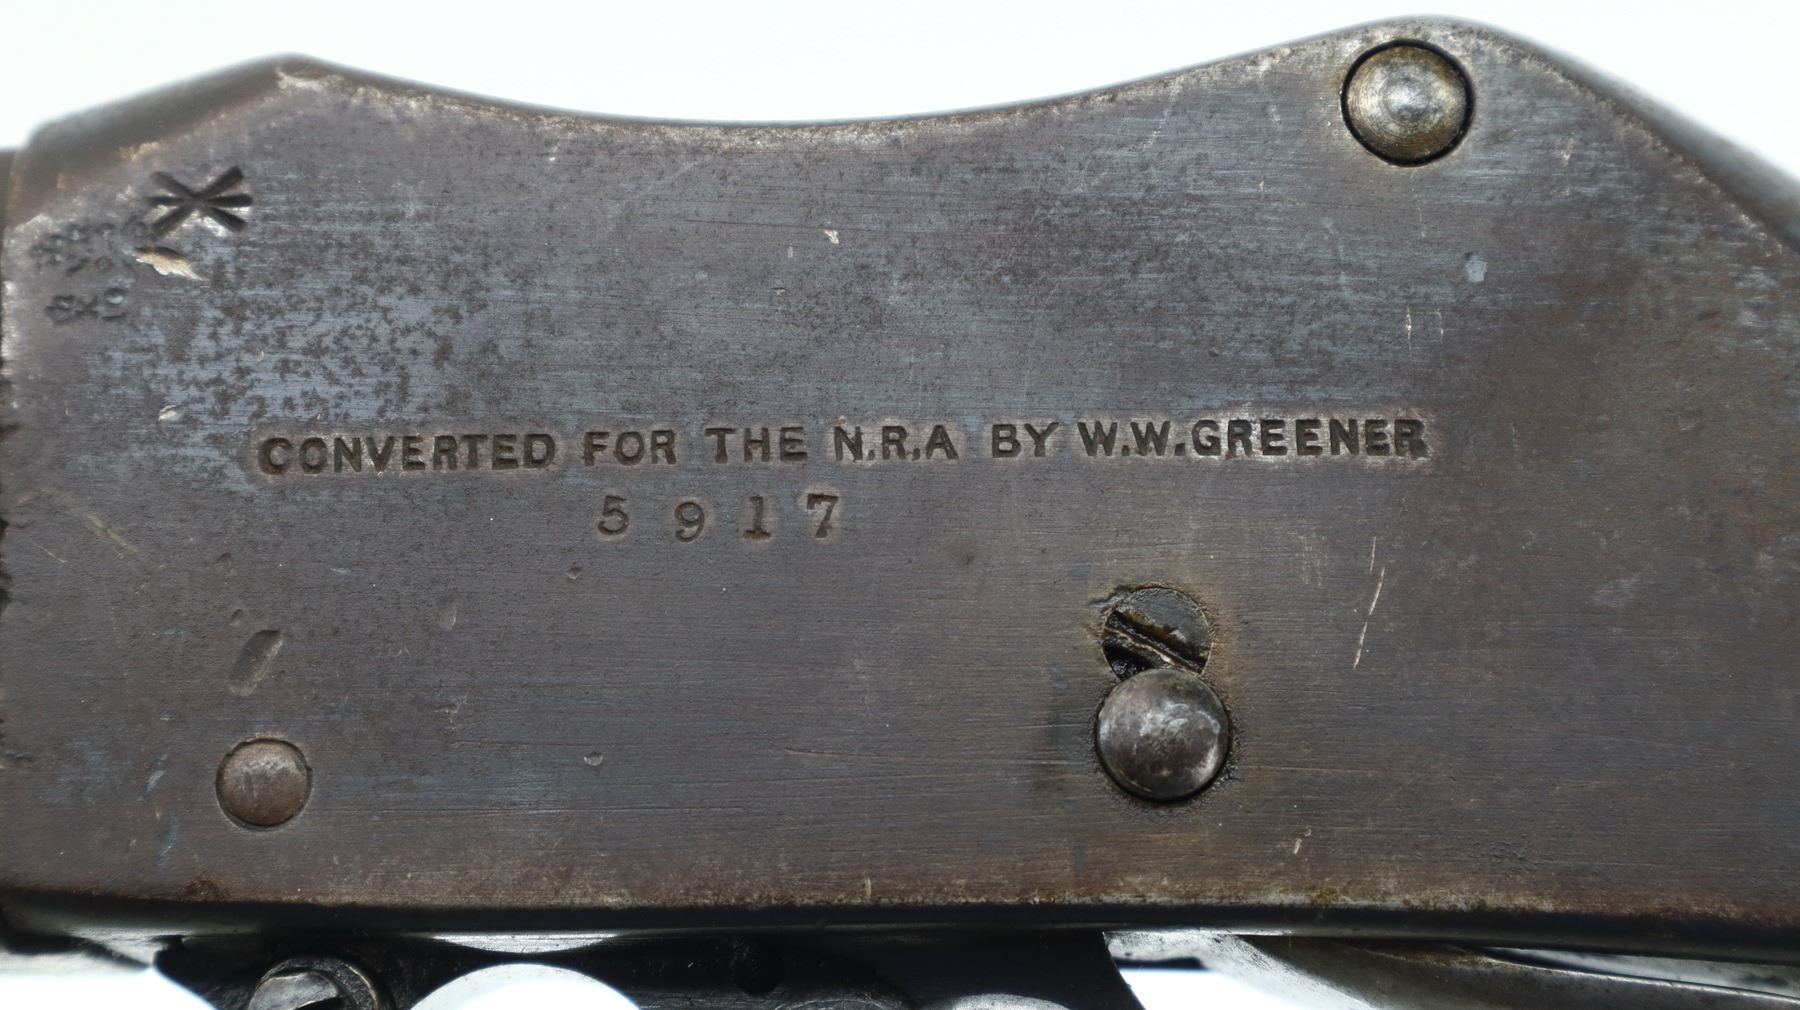 CONVERTED FOR THE N.R.A BY W.W.GREENER
5917